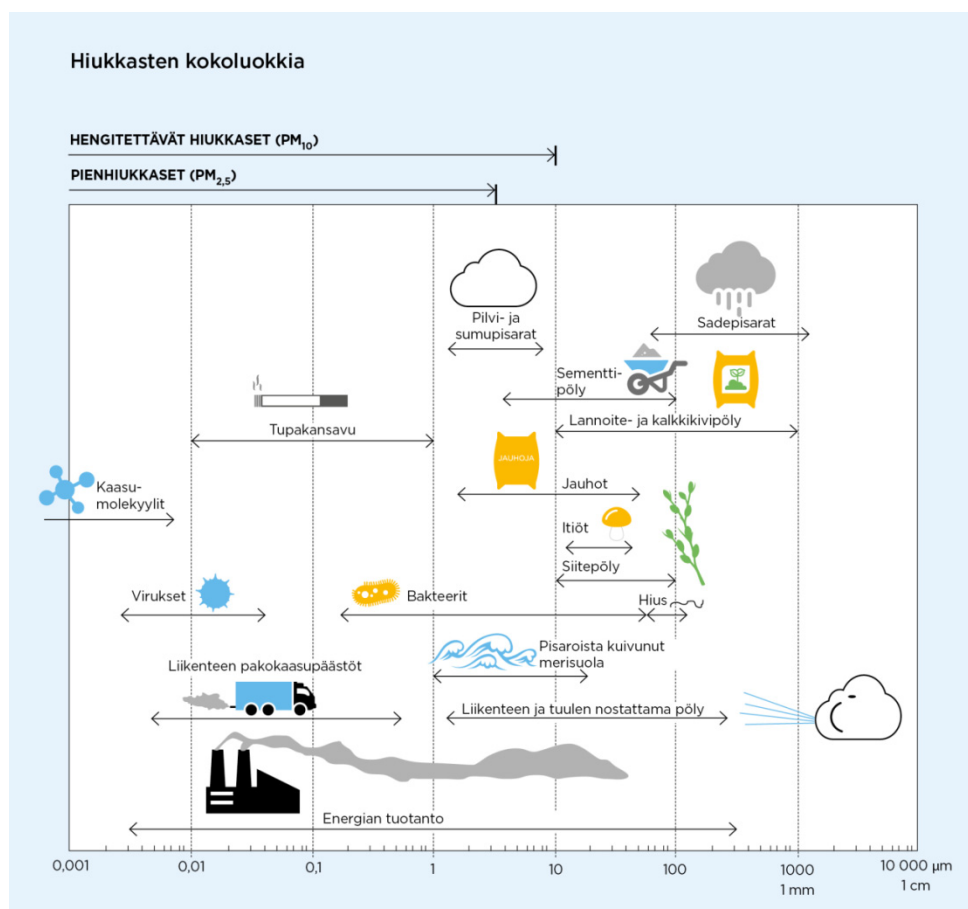 Hiukkasten kokoluokkia
HENGITETTÄVÄT HIUKKASET (PM10)
PIENHIUKKASET (PM2,5)
Pilvi- ja
sumupisarat
Sadepisarat
Sementti-
pöly
Lannoite- ja kalkkikivipöly
Tupakansavu
JAUHOJA
Jauhot
Kaasu-
molekyylit
Itiöt
Siitepöly
Virukset
Bakteerit
Hius
Pisaroista kuivunut
merisuola
Liikenteen pakokaasupäästöt
Liikenteen ja tuulen nostattama pöly
Energian tuotanto
0,001
0,01
0,1
1
10
100
1000
10 000 µm
1 mm
1 cm